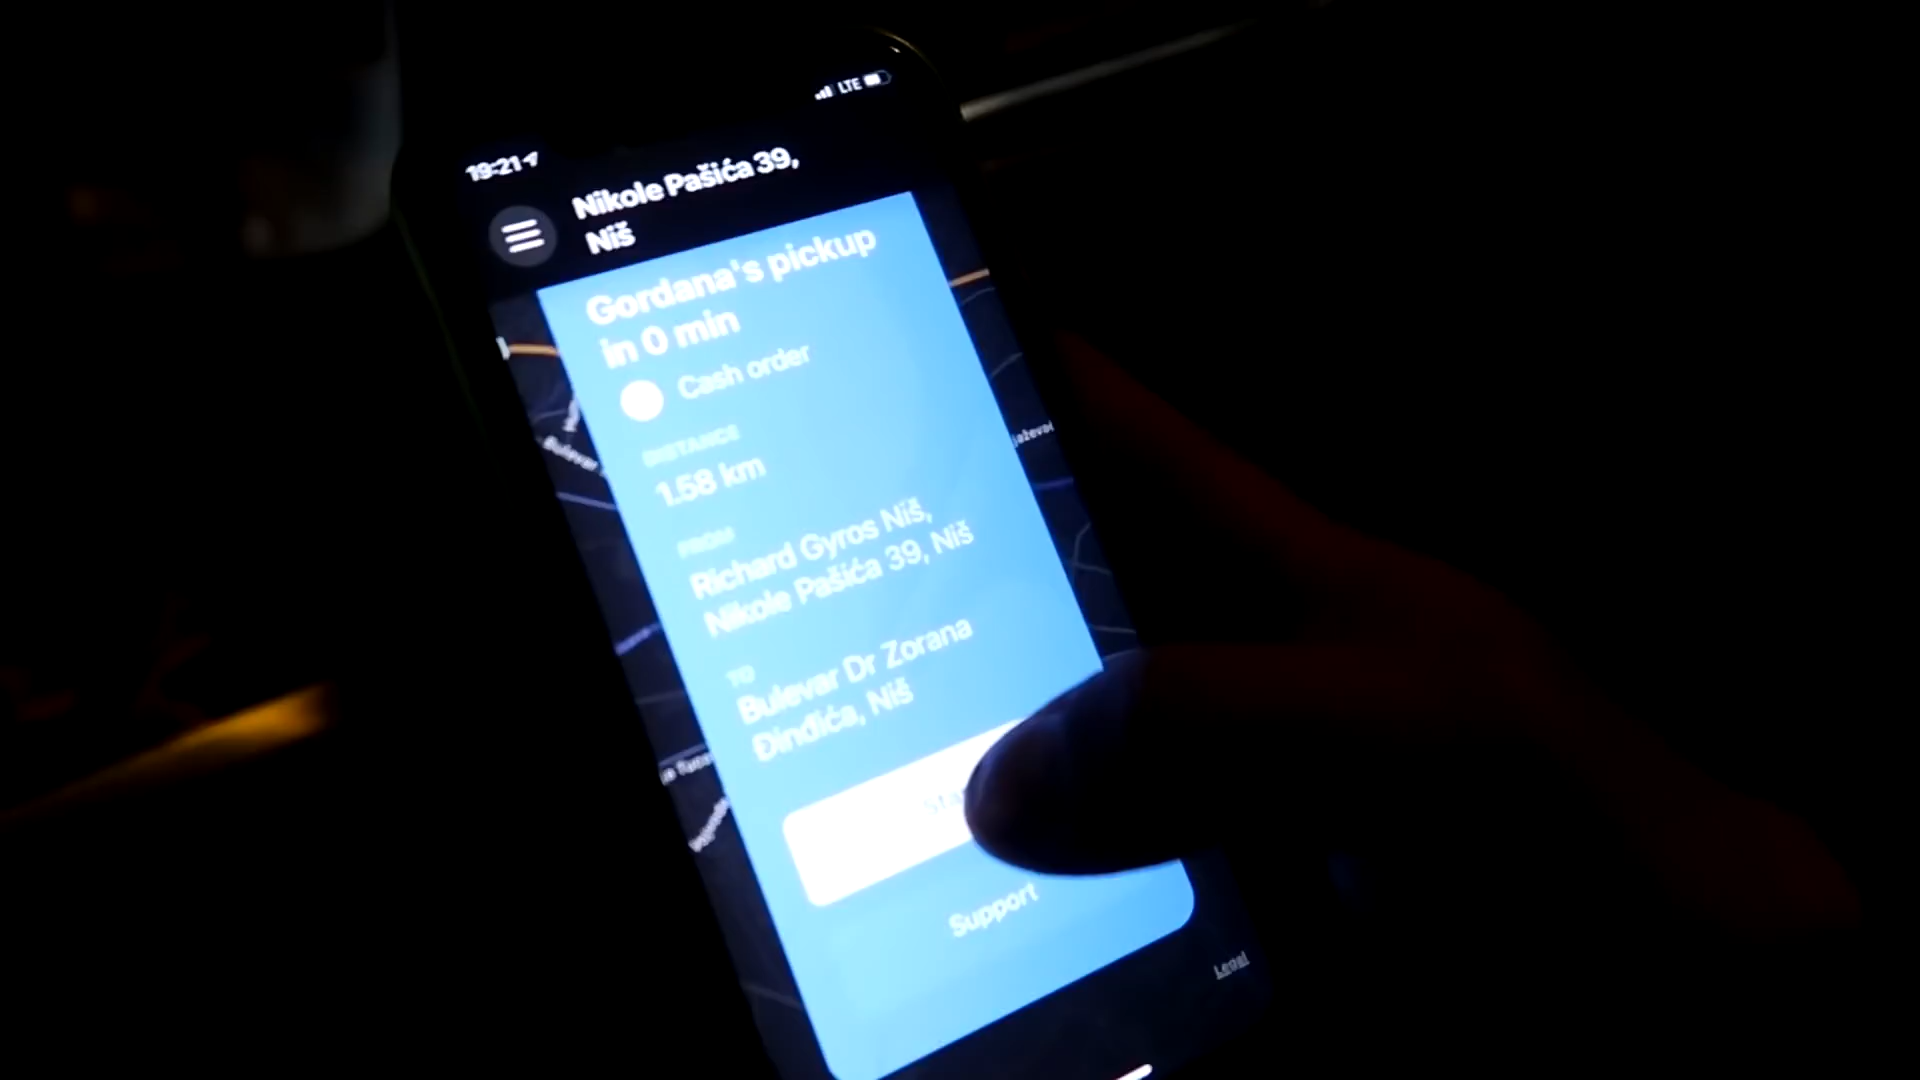 LTE
19:21
Nikole Pašića 39,
Niš
Gordana's pickup
in 0 min
Cash order
DISTANCE
1.58 km
FROM
Richard Gyros Niš,
Nikole Pašića 39, Niš
TO
Bulevar Dr Zorana
Đinđića, Niš
Support
Legal
Bulevar